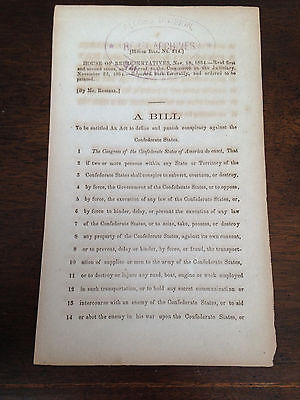 [HOUSE BILL, No. 214.]
HOUSE OF REPRESENTATIVES, Nov. 18, 1864.—Read first
and second times, and referred to the Committee on the Judiciary.
November 22, 1864.—Reported back favorably, and ordered to be
printed.
[By Mr. RUSSELL.]
A BILL
To be entitled An Act to define and punish conspiracy against the
Confederate States.
1 The Congress of the Confederate States of America do enact, That
2 if two or more persons within any State or Territory of the
3 Confederate States shall conspire to subvert, overturn, or destroy,
4 by force, the Government of the Confederate States, or to oppose,
5 by force, the execution of any law of the Confederate States, or,
6 by force to hinder, delay, or prevent the execution of any law
7 of the Confederate States, or to seize, take, possess, or destroy
8 any property of the Confederate States, against its own consent,
9 or to prevent, delay or hinder, by force, or fraud, the transport-
10 ation of supplies or men to the army of the Confederate States,
11 or to destroy or injure any road, boat, engine or work employed
12 in such transportation, or to hold any secret communication or
13 intercourse with an enemy of the Confederate States, or to aid
14 or abet the enemy in his war upon the Confederate States, or